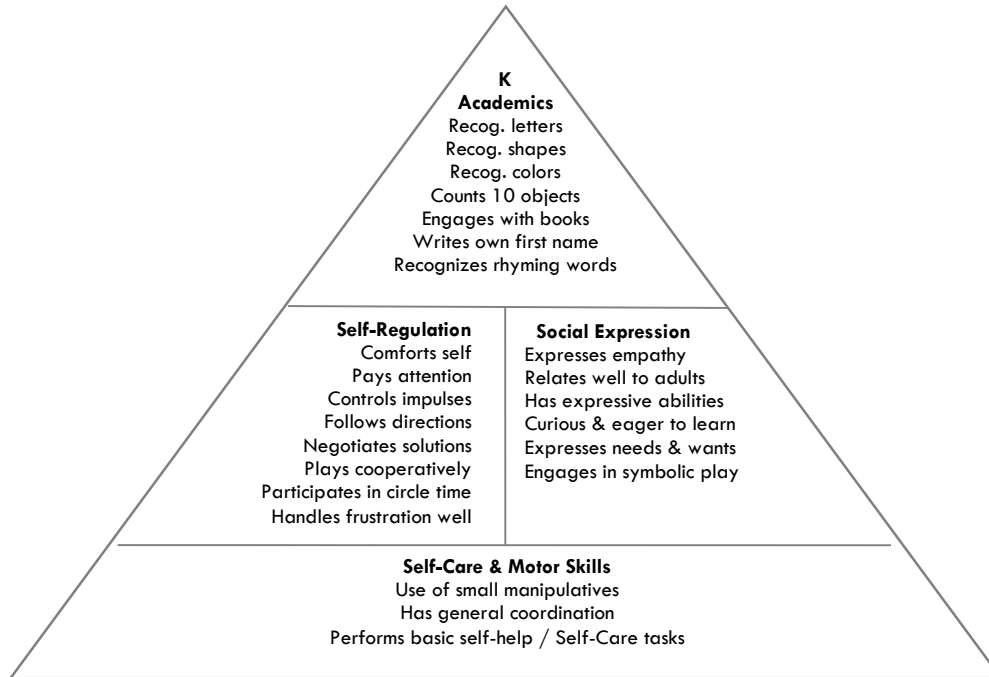 K
Academics
Recog. letters
Recog. shapes
Recog. colors
Counts 10 objects
Engages with books
Writes own first name
Recognizes rhyming words
Self-Regulation
Comforts self
Pays attention
Controls impulses
Follows directions
Negotiates solutions
Plays cooperatively
Participates in circle time
Handles frustration well
Social Expression
Expresses empathy
Relates well to adults
Has expressive abilities
Curious & eager to learn
Expresses needs & wants
Engages in symbolic play
Self-Care & Motor Skills
Use of small manipulatives
Has general coordination
Performs basic self-help / Self-Care tasks